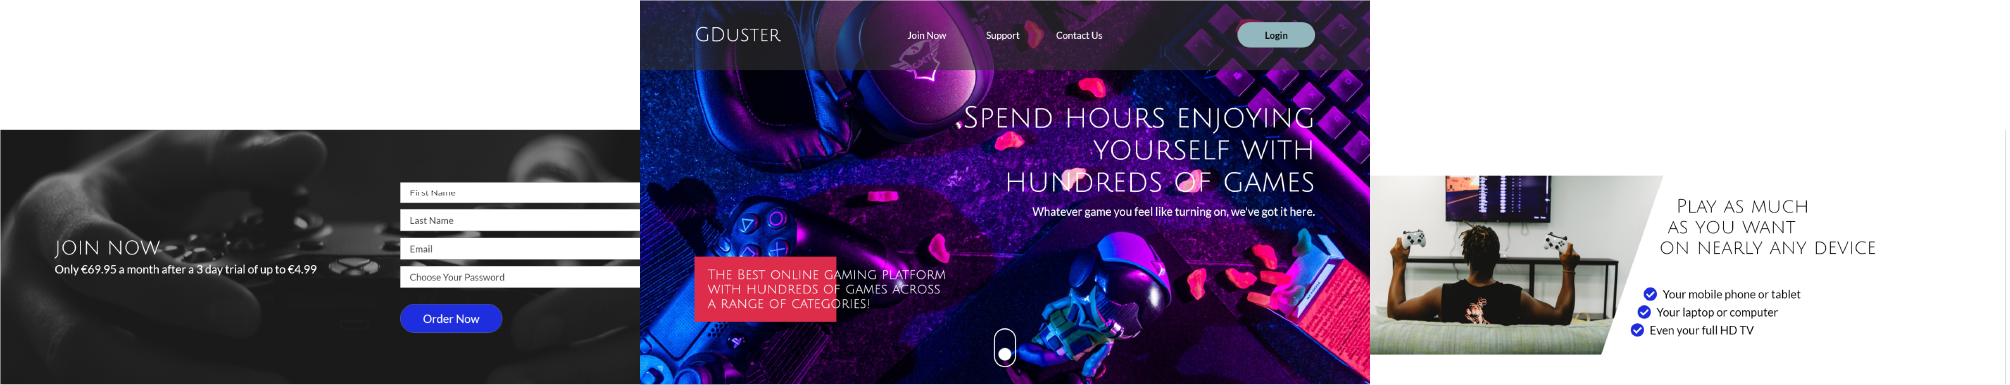 JOIN NOW
Only €69.95 a month after a 3 day trial of up to €4.99
First Name
Last Name
Email
Choose Your Password
Order Now
GDUSTER
Join Now
Support
Contact Us
Login
SPEND HOURS ENJOYING
YOURSELF WITH
HUNDREDS OF GAMES
Whatever game you feel like turning on, we've got it here.
THE BEST ONLINE GAMING PLATFORM
WITH HUNDREDS OF GAMES ACROSS
A RANGE OF CATEGORIES!
PLAY AS MUCH
AS YOU WANT
ON NEARLY ANY DEVICE
Your mobile phone or tablet
Your laptop or computer
Even your full HD TV